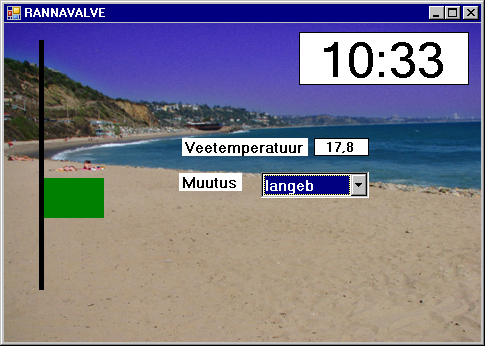 RANNAVALVE
10:33
Veetemperatuur 17,8
Muutus langeb